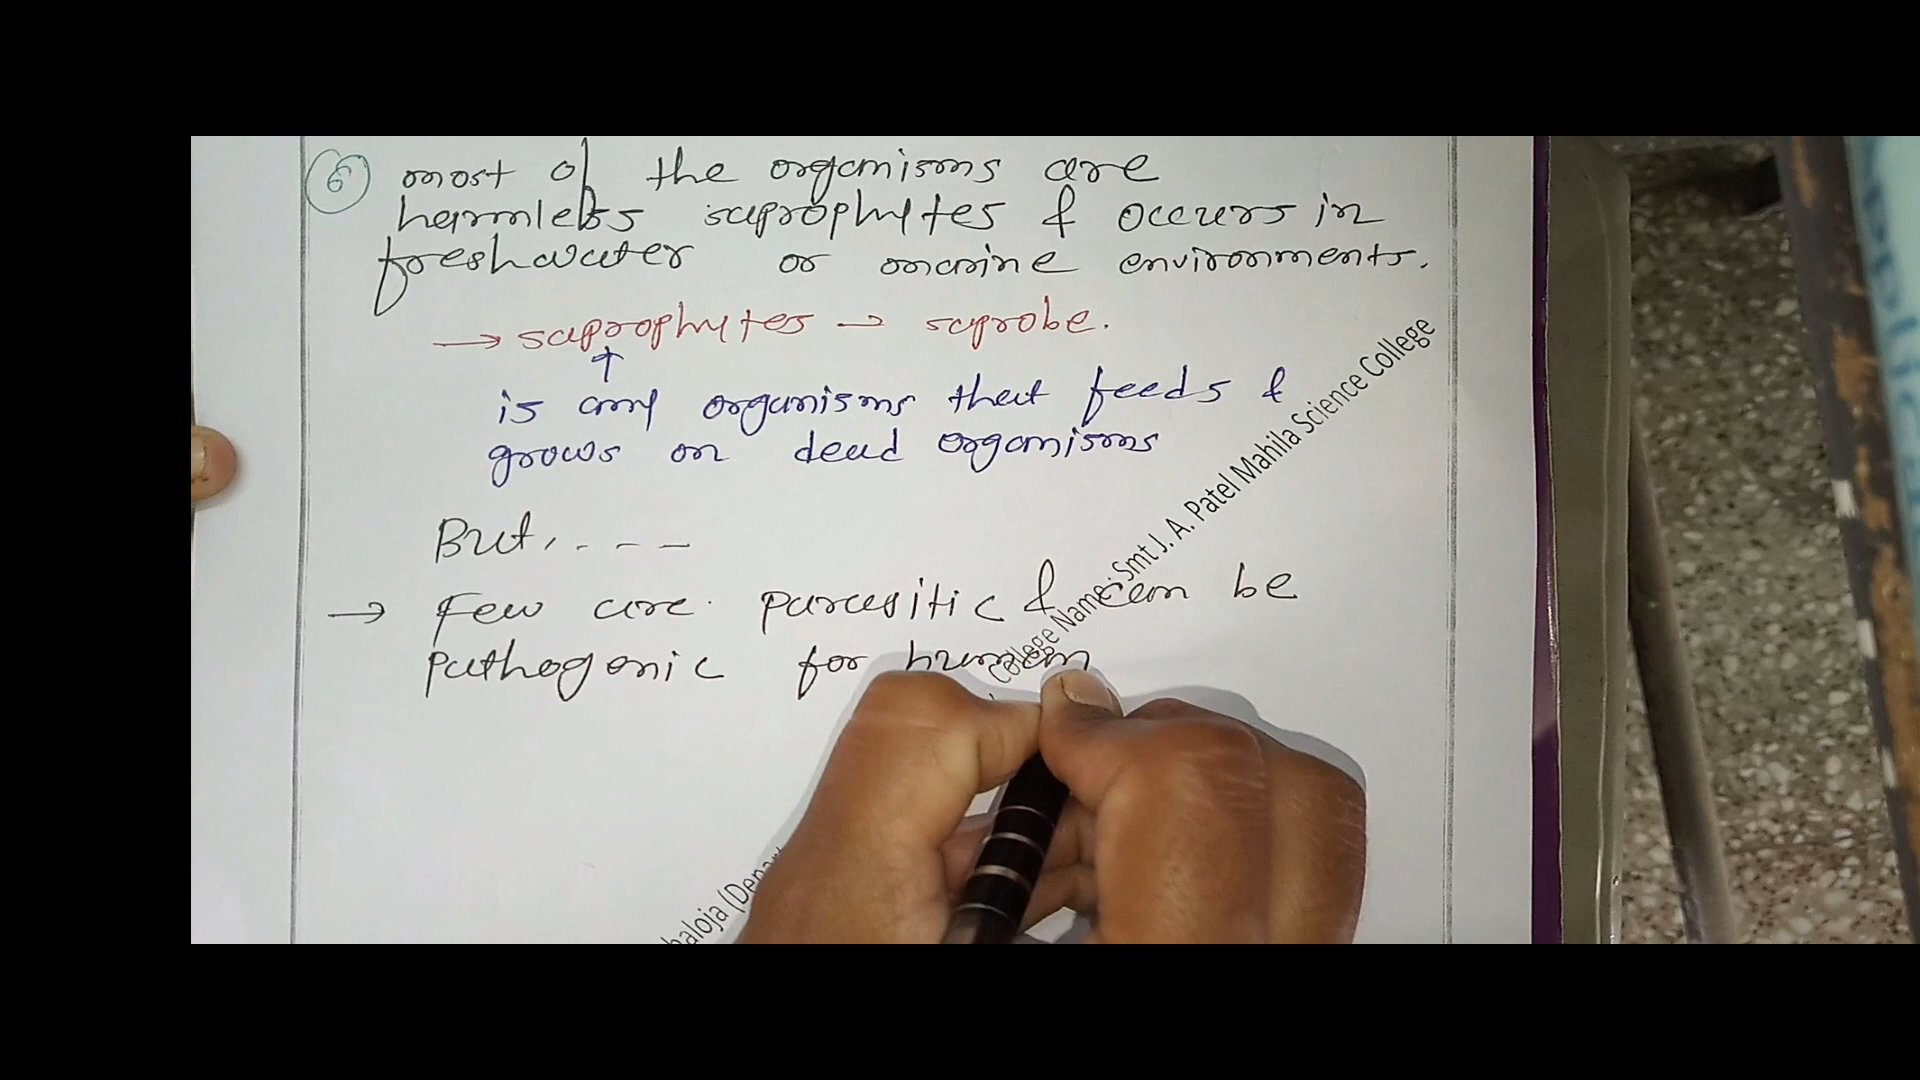 6 most of the organisms are
harmless saprophytes & occurs in
freshwater or marine environments.
→ saprophytes → saprobe.
↑
is any organisms that feeds &
grows on dead organisms
But, - - -
→ Few are parasitic & can be
pathogenic for human
College Name: Smt J. A. Patel Mahila Science College
baloja (Depar